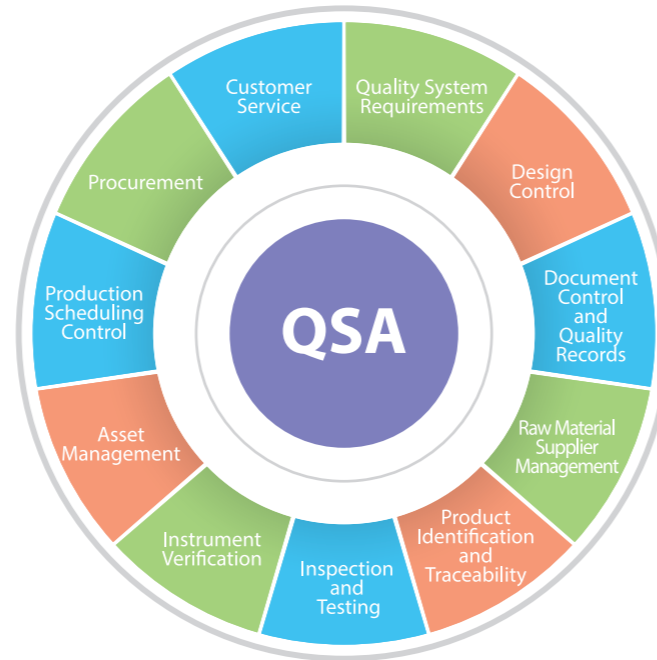 Customer
Service
Quality System
Requirements
Design
Control
Document
Control
and
Quality
Records
Raw Material
Supplier
Management
Product
Identification
and
Traceability
Inspection
and
Testing
Instrument
Verification
Asset
Management
Production
Scheduling
Control
Procurement
QSA